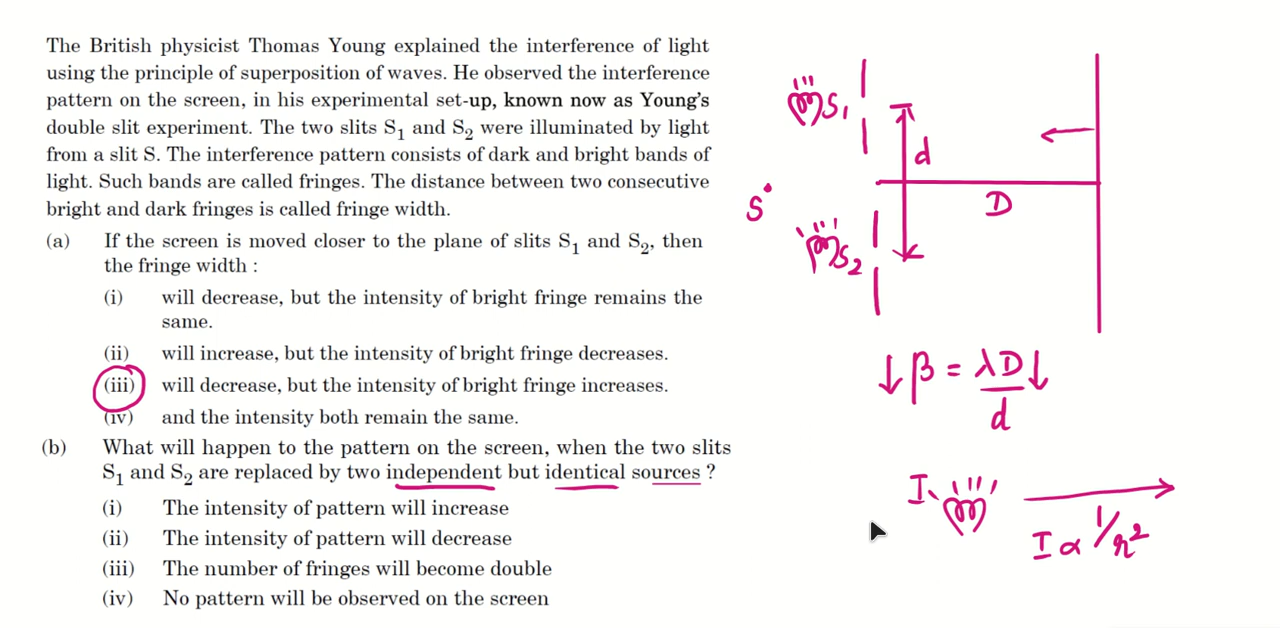 The British physicist Thomas Young explained the interference of light
using the principle of superposition of waves. He observed the interference
pattern on the screen, in his experimental set-up, known now as Young's
double slit experiment. The two slits S₁ and S₂ were illuminated by light
from a slit S. The interference pattern consists of dark and bright bands of
light. Such bands are called fringes. The distance between two consecutive
bright and dark fringes is called fringe width.
(a) If the screen is moved closer to the plane of slits S₁ and S₂, then
the fringe width :
(i) will decrease, but the intensity of bright fringe remains the
same.
(ii) will increase, but the intensity of bright fringe decreases.
(iii) will decrease, but the intensity of bright fringe increases.
(iv) and the intensity both remain the same.
(b) What will happen to the pattern on the screen, when the two slits
S₁ and S₂ are replaced by two independent but identical sources ?
(i) The intensity of pattern will increase
(ii) The intensity of pattern will decrease
(iii) The number of fringes will become double
(iv) No pattern will be observed on the screen
S₁
d
S
D
S₂
↓ β = λD↓
d
I
I ∝ 1/r²